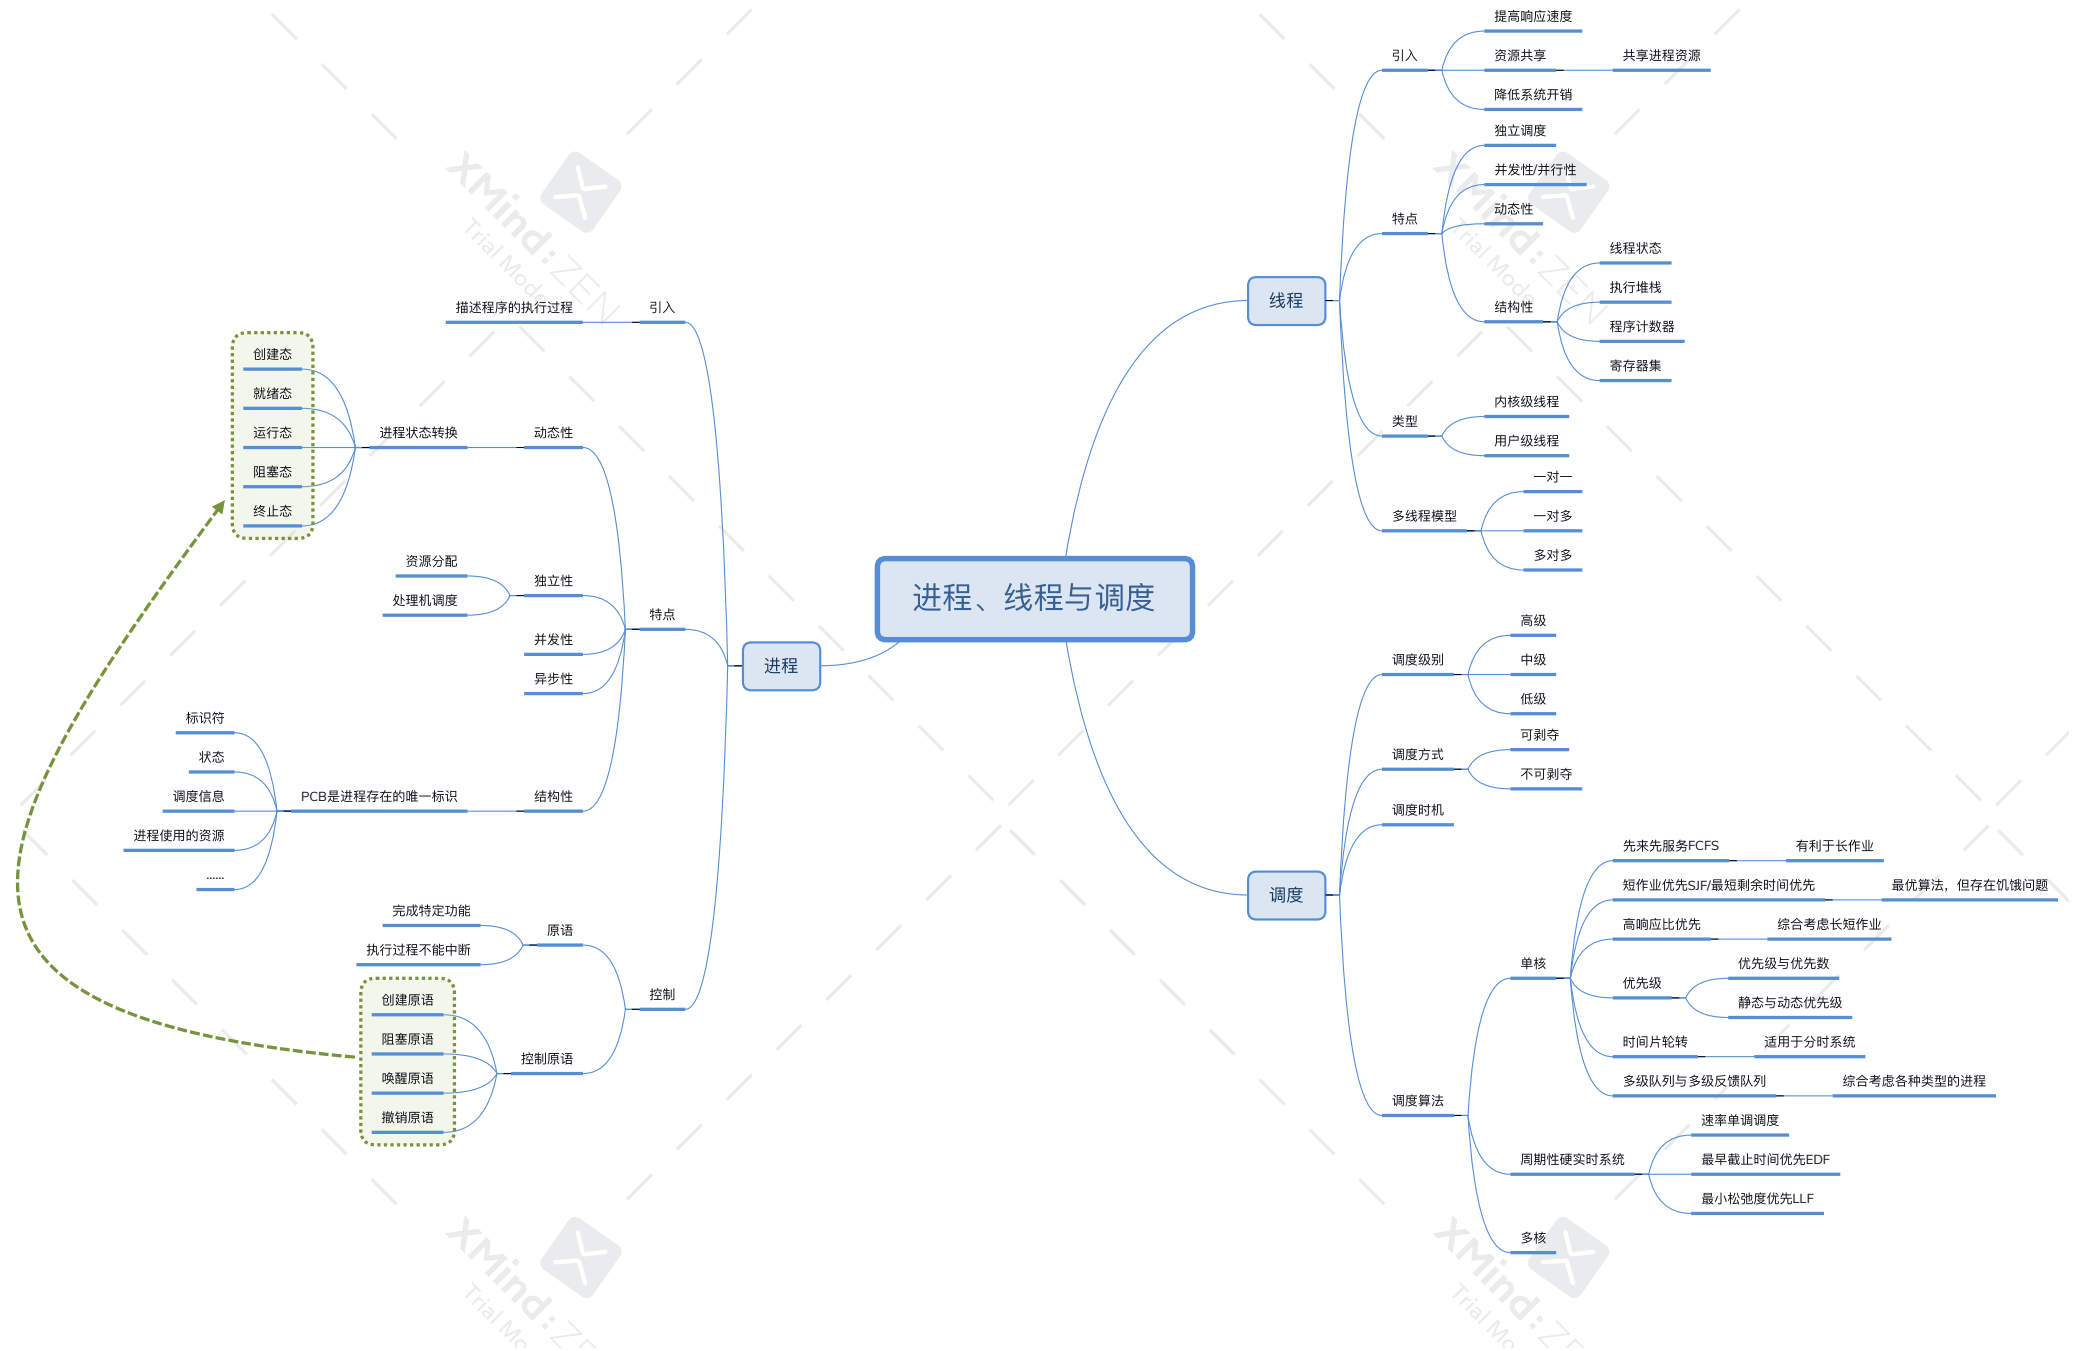 进程、线程与调度
线程
引入
提高响应速度
资源共享
共享进程资源
降低系统开销
特点
独立调度
并发性/并行性
动态性
结构性
线程状态
执行堆栈
程序计数器
寄存器集
类型
内核级线程
用户级线程
多线程模型
一对一
一对多
多对多
调度
调度级别
高级
中级
低级
调度方式
可剥夺
不可剥夺
调度时机
调度算法
单核
先来先服务FCFS
有利于长作业
短作业优先SJF/最短剩余时间优先
最优算法，但存在饥饿问题
高响应比优先
综合考虑长短作业
优先级
优先级与优先数
静态与动态优先级
时间片轮转
适用于分时系统
多级队列与多级反馈队列
综合考虑各种类型的进程
周期性硬实时系统
速率单调调度
最早截止时间优先EDF
最小松弛度优先LLF
多核
进程
引入
描述程序的执行过程
特点
动态性
进程状态转换
创建态
就绪态
运行态
阻塞态
终止态
独立性
资源分配
处理机调度
并发性
异步性
结构性
PCB是进程存在的唯一标识
标识符
状态
调度信息
进程使用的资源
......
控制
原语
完成特定功能
执行过程不能中断
控制原语
创建原语
阻塞原语
唤醒原语
撤销原语
XMind: ZEN
Trial Mode
XMind: ZEN
Trial Mode
XMind: ZE
Trial Mo
XMind: ZE
Trial Mo